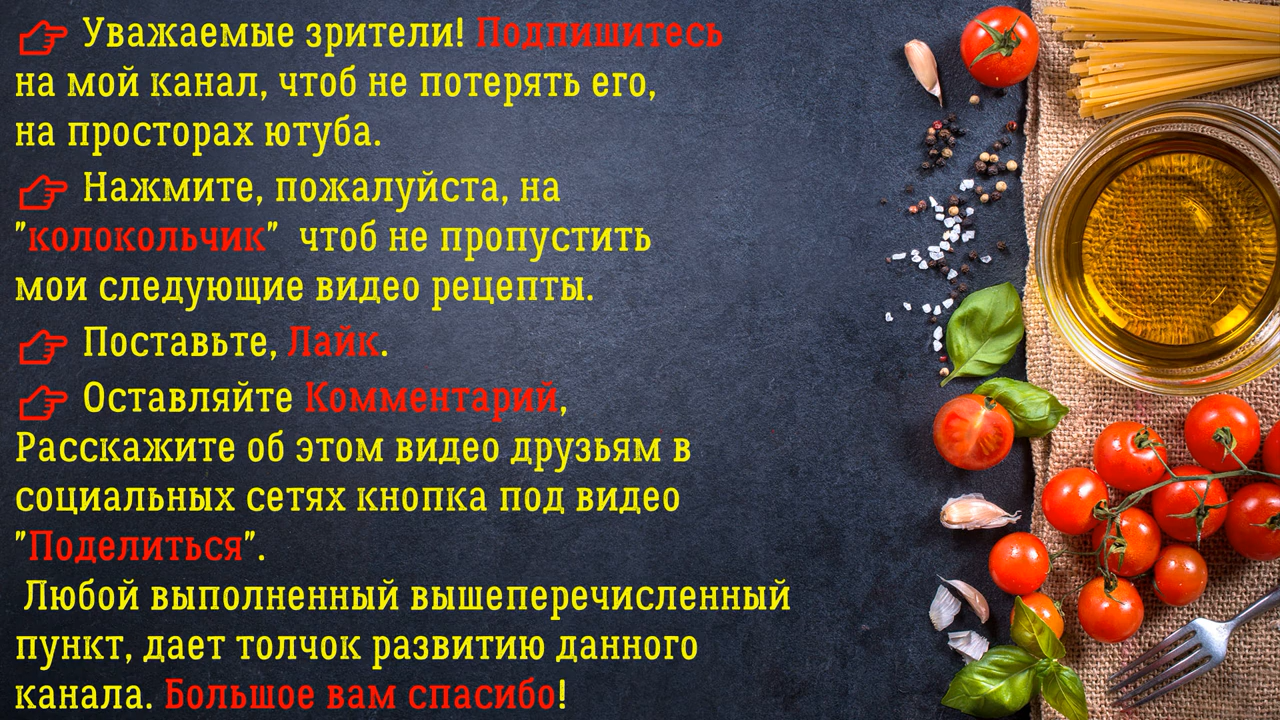 Уважаемые зрители! Подпишитесь
на мой канал, чтоб не потерять его,
на просторах ютуба.
Нажмите, пожалуйста, на
"колокольчик" чтоб не пропустить
мои следующие видео рецепты.
Поставьте, Лайк.
Оставляйте Комментарий,
Расскажите об этом видео друзьям в
социальных сетях кнопка под видео
"Поделиться".
Любой выполненный вышеперечисленный
пункт, дает толчок развитию данного
канала. Большое вам спасибо!